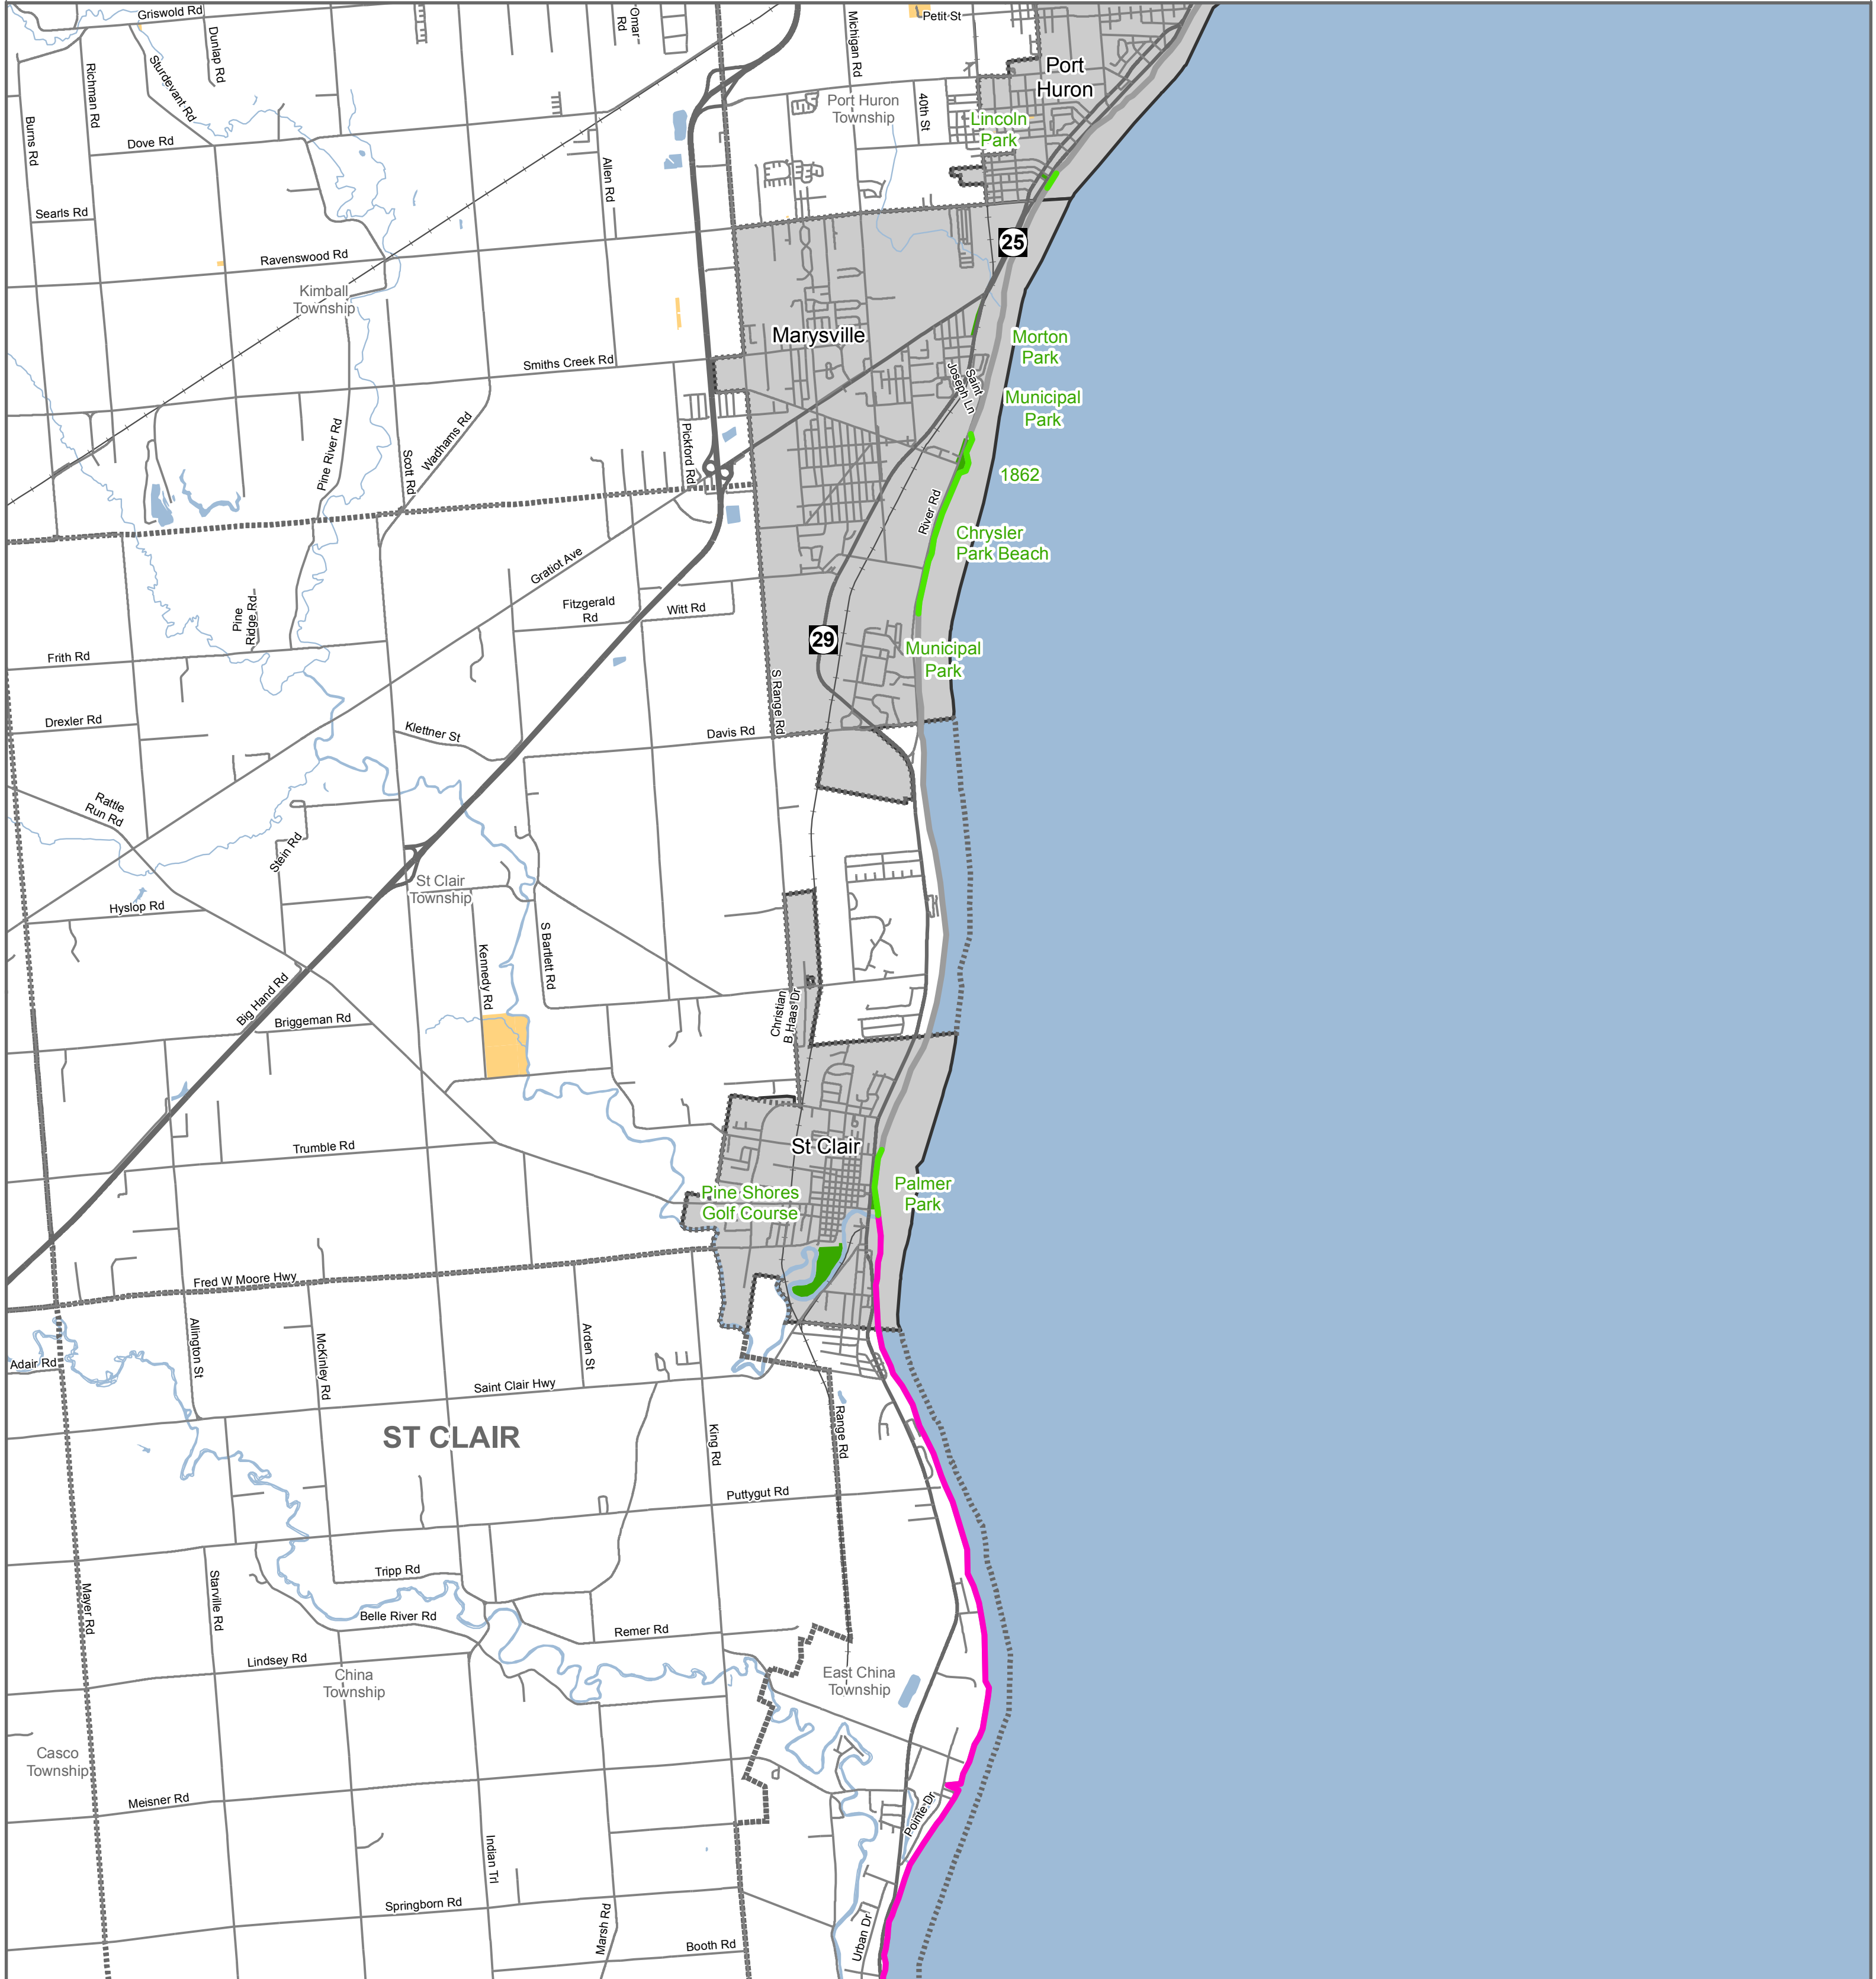 Griswold Rd
Omar
Rd
Petit St
Michigan Rd
Dunlap Rd
Richman Rd
Sturdevant Rd
Port
Huron
Port Huron
Township
40th St
Burns Rd
Lincoln
Park
Dove Rd
Allen Rd
Searls Rd
Ravenswood Rd
25
Kimball
Township
Marysville
Morton
Park
Smiths Creek Rd
Saint
Joseph Ln
Municipal
Park
Pine River Rd
Scott Rd
Wadhams Rd
Pickford Rd
1862
River Rd
Chrysler
Park Beach
Gratiot Ave
Pine
Ridge Rd
Fitzgerald
Rd
Witt Rd
29
Municipal
Park
Frith Rd
S Range Rd
Drexler Rd
Klettner St
Davis Rd
Rattle
Run Rd
Stein Rd
St Clair
Township
Hyslop Rd
S Bartlett Rd
Kennedy Rd
Big Hand Rd
Christian
B Haas Dr
Briggeman Rd
Trumble Rd
St Clair
Pine Shores
Golf Course
Palmer
Park
Fred W Moore Hwy
Allington St
McKinley Rd
Arden St
Adair Rd
Saint Clair Hwy
ST CLAIR
King Rd
Range Rd
Puttygut Rd
Tripp Rd
Mayer Rd
Starville Rd
Belle River Rd
Remer Rd
Lindsey Rd
China
Township
East China
Township
Casco
Township
Meisner Rd
Pointe Dr
Indian Trl
Springborn Rd
Marsh Rd
Urban Dr
Booth Rd